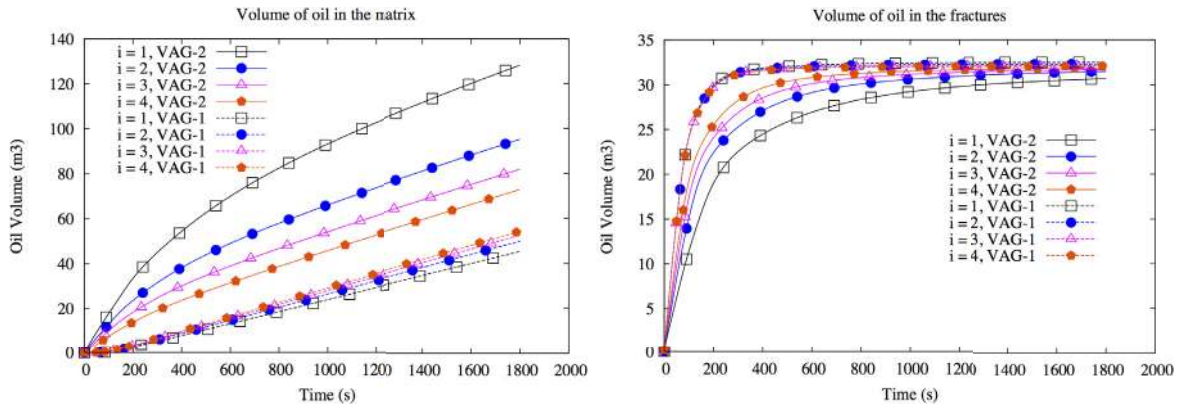 Volume of oil in the natrix
140
120
100
80
60
40
20
0
Oil Volume (m3)
i = 1, VAG-2
i = 2, VAG-2
i = 3, VAG-2
i = 4, VAG-2
i = 1, VAG-1
i = 2, VAG-1
i = 3, VAG-1
i = 4, VAG-1
0 200 400 600 800 1000 1200 1400 1600 1800 2000
Time (s)
Volume of oil in the fractures
35
30
25
20
15
10
5
0
Oil Volume (m3)
i = 1, VAG-2
i = 2, VAG-2
i = 3, VAG-2
i = 4, VAG-2
i = 1, VAG-1
i = 2, VAG-1
i = 3, VAG-1
i = 4, VAG-1
0 200 400 600 800 1000 1200 1400 1600 1800 2000
Time (s)